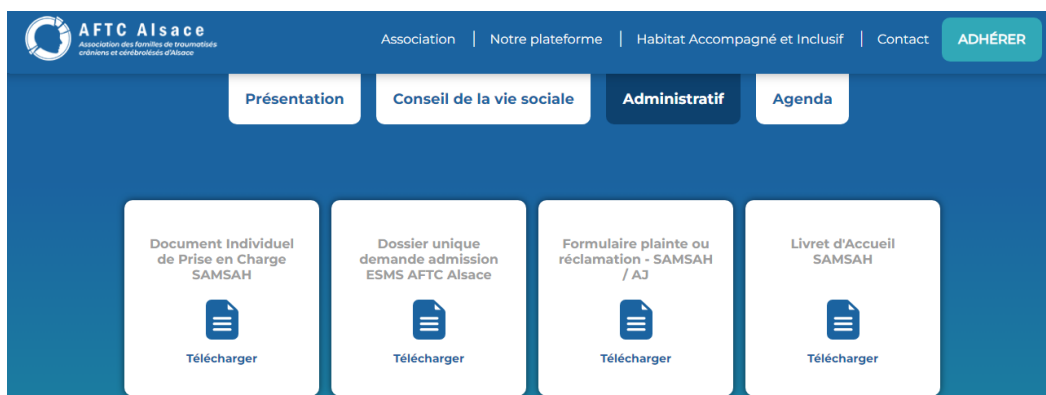 AFTC Alsace
Association des familles de traumatisés
crâniens et cérébrolésés d'Alsace
Association
Notre plateforme
Habitat Accompagné et Inclusif
Contact
ADHÉRER
Présentation
Conseil de la vie sociale
Administratif
Agenda
Document Individuel
de Prise en Charge
SAMSAH
Télécharger
Dossier unique
demande admission
ESMS AFTC Alsace
Télécharger
Formulaire plainte ou
réclamation - SAMSAH
/ AJ
Télécharger
Livret d'Accueil
SAMSAH
Télécharger